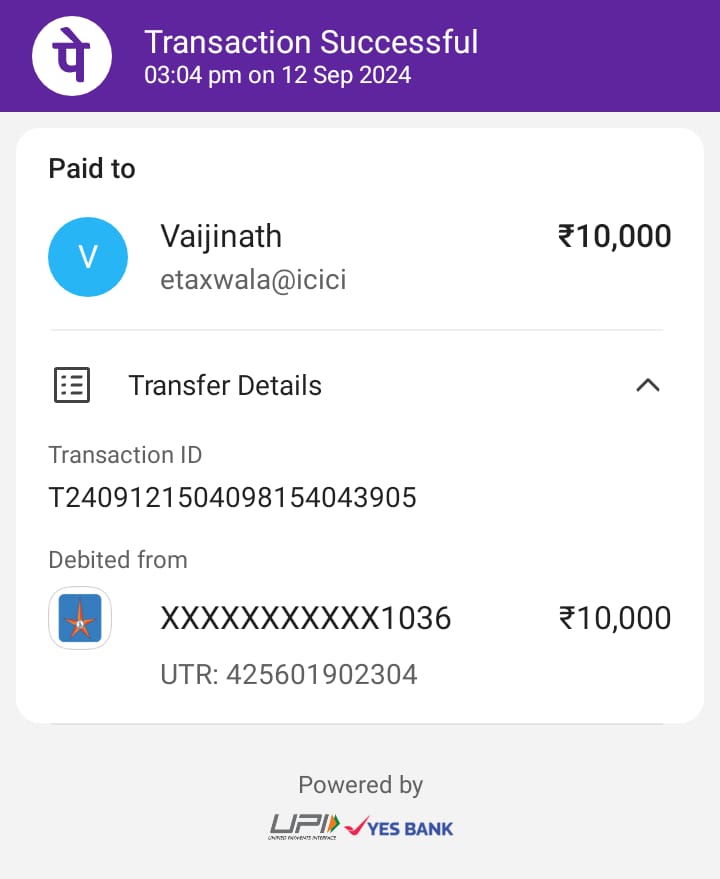 पे
Transaction Successful
03:04 pm on 12 Sep 2024
Paid to
V
Vaijinath
₹10,000
etaxwala@icici
Transfer Details
Transaction ID
T2409121504098154043905
Debited from
XXXXXXXXXXX1036
₹10,000
UTR: 425601902304
Powered by
UPI
UNIFIED PAYMENTS INTERFACE
YES BANK